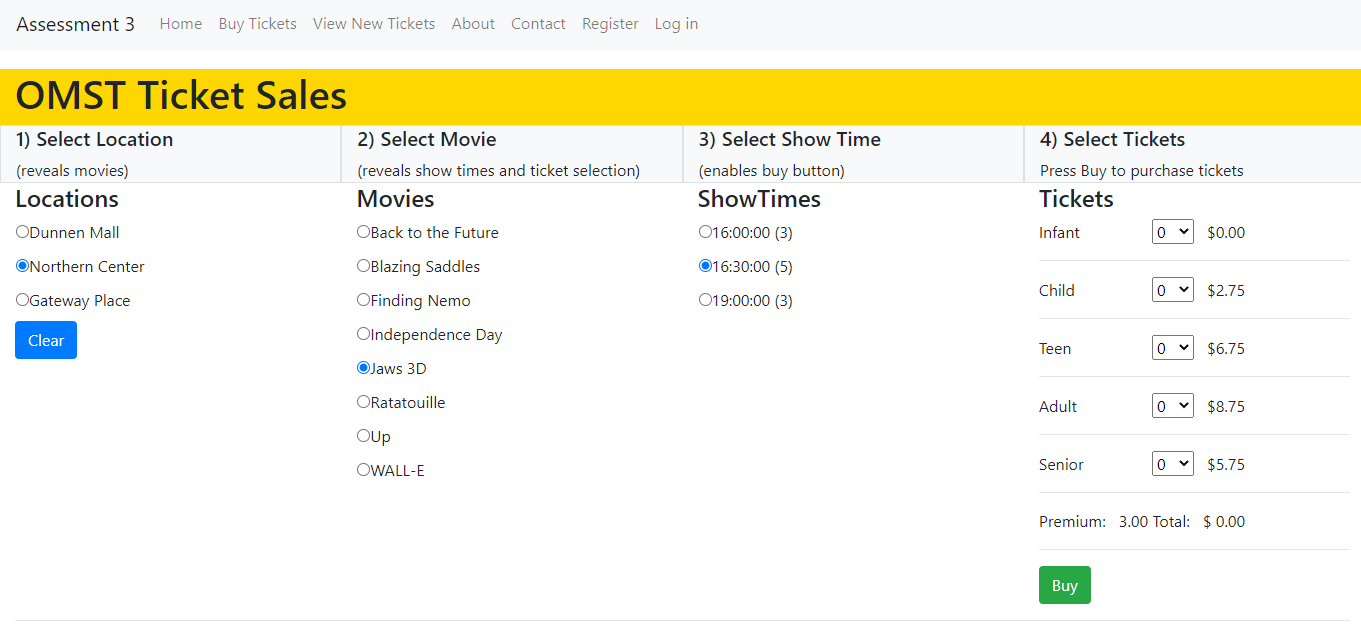 Assessment 3 Home Buy Tickets View New Tickets About Contact Register Log in
OMST Ticket Sales
1) Select Location
(reveals movies)
2) Select Movie
(reveals show times and ticket selection)
3) Select Show Time
(enables buy button)
4) Select Tickets
Press Buy to purchase tickets
Locations
Dunnen Mall
Northern Center
Gateway Place
Clear
Movies
Back to the Future
Blazing Saddles
Finding Nemo
Independence Day
Jaws 3D
Ratatouille
Up
WALL-E
ShowTimes
16:00:00 (3)
16:30:00 (5)
19:00:00 (3)
Tickets
Infant 0 $0.00
Child 0 $2.75
Teen 0 $6.75
Adult 0 $8.75
Senior 0 $5.75
Premium: 3.00 Total: $ 0.00
Buy